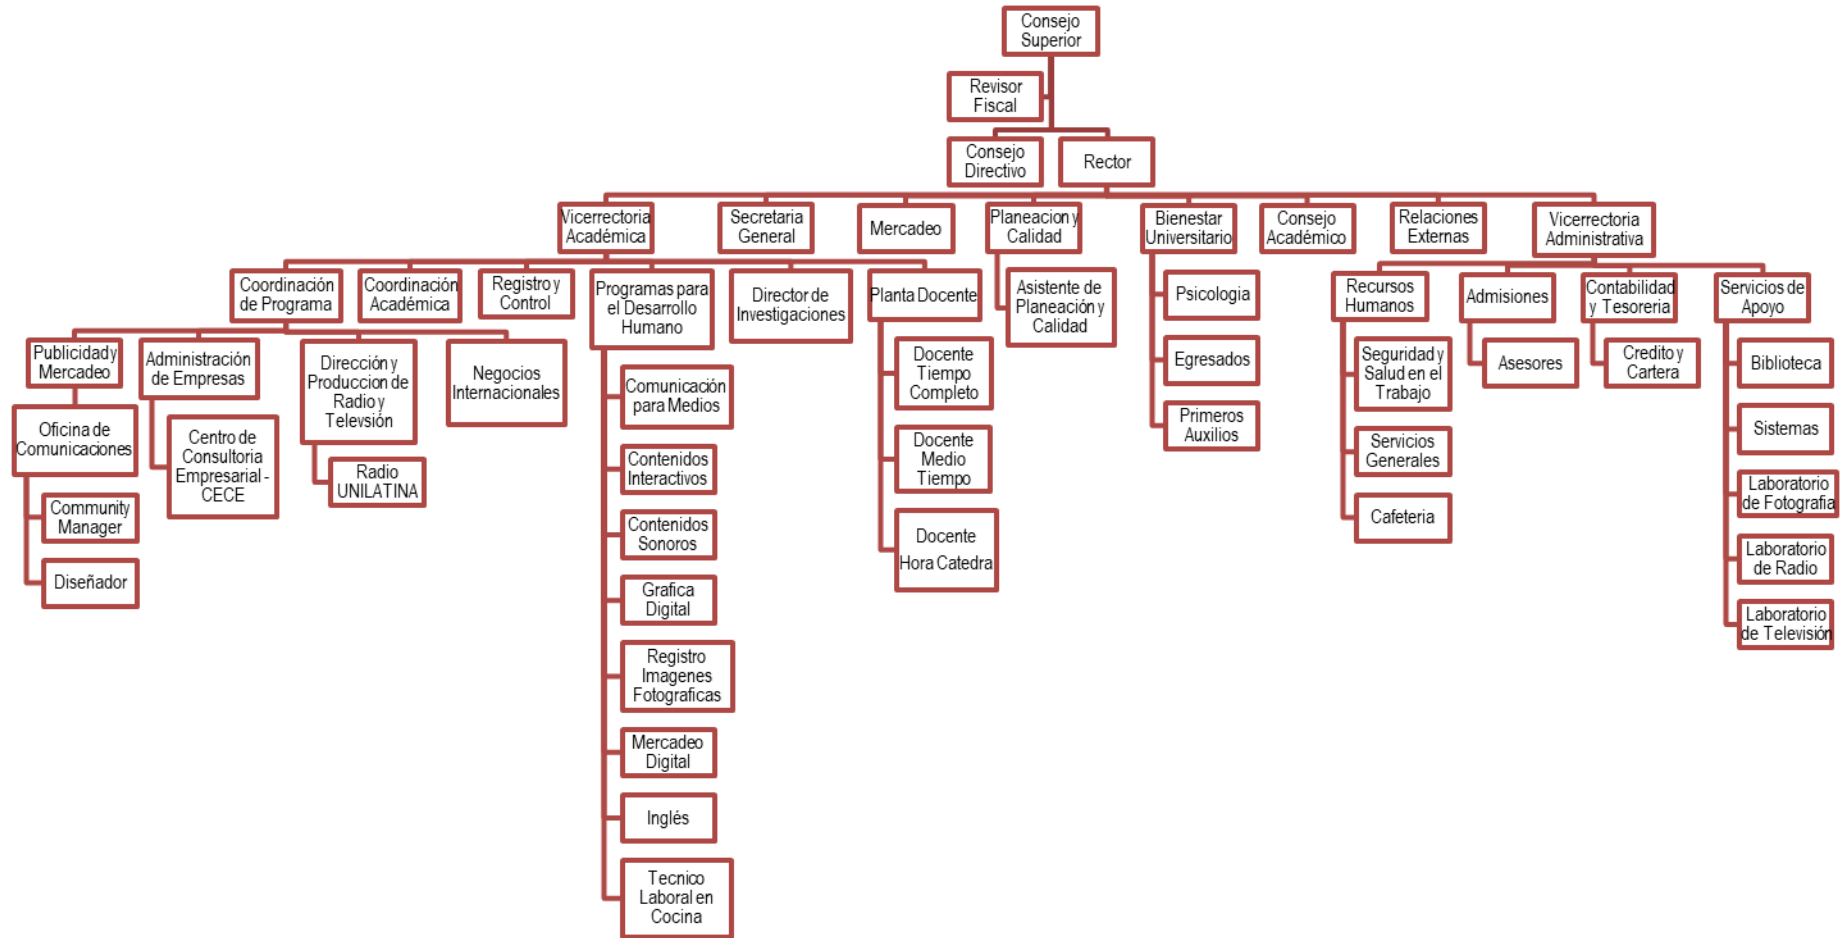 Consejo
Superior
Revisor
Fiscal
Consejo
Directivo
Rector
Vicerrectoria
Académica
Secretaria
General
Mercadeo
Planeacion y
Calidad
Bienestar
Universitario
Consejo
Académico
Relaciones
Externas
Vicerrectoria
Administrativa
Coordinación
de Programa
Coordinación
Académica
Registro y
Control
Programas para
el Desarrollo
Humano
Director de
Investigaciones
Planta Docente
Asistente de
Planeación y
Calidad
Psicologia
Egresados
Primeros
Auxilios
Recursos
Humanos
Admisiones
Contabilidad
y Tesoreria
Servicios de
Apoyo
Publicidad y
Mercadeo
Administración
de Empresas
Dirección y
Produccion de
Radio y
Televsión
Negocios
Internacionales
Oficina de
Comunicaciones
Centro de
Consultoria
Empresarial -
CECE
Radio
UNILATINA
Community
Manager
Diseñador
Comunicación
para Medios
Contenidos
Interactivos
Contenidos
Sonoros
Grafica
Digital
Registro
Imagenes
Fotograficas
Mercadeo
Digital
Inglés
Tecnico
Laboral en
Cocina
Docente
Tiempo
Completo
Docente
Medio
Tiempo
Docente
Hora Catedra
Seguridad y
Salud en el
Trabajo
Servicios
Generales
Cafeteria
Asesores
Credito y
Cartera
Biblioteca
Sistemas
Laboratorio
de Fotografia
Laboratorio
de Radio
Laboratorio
de Televisión